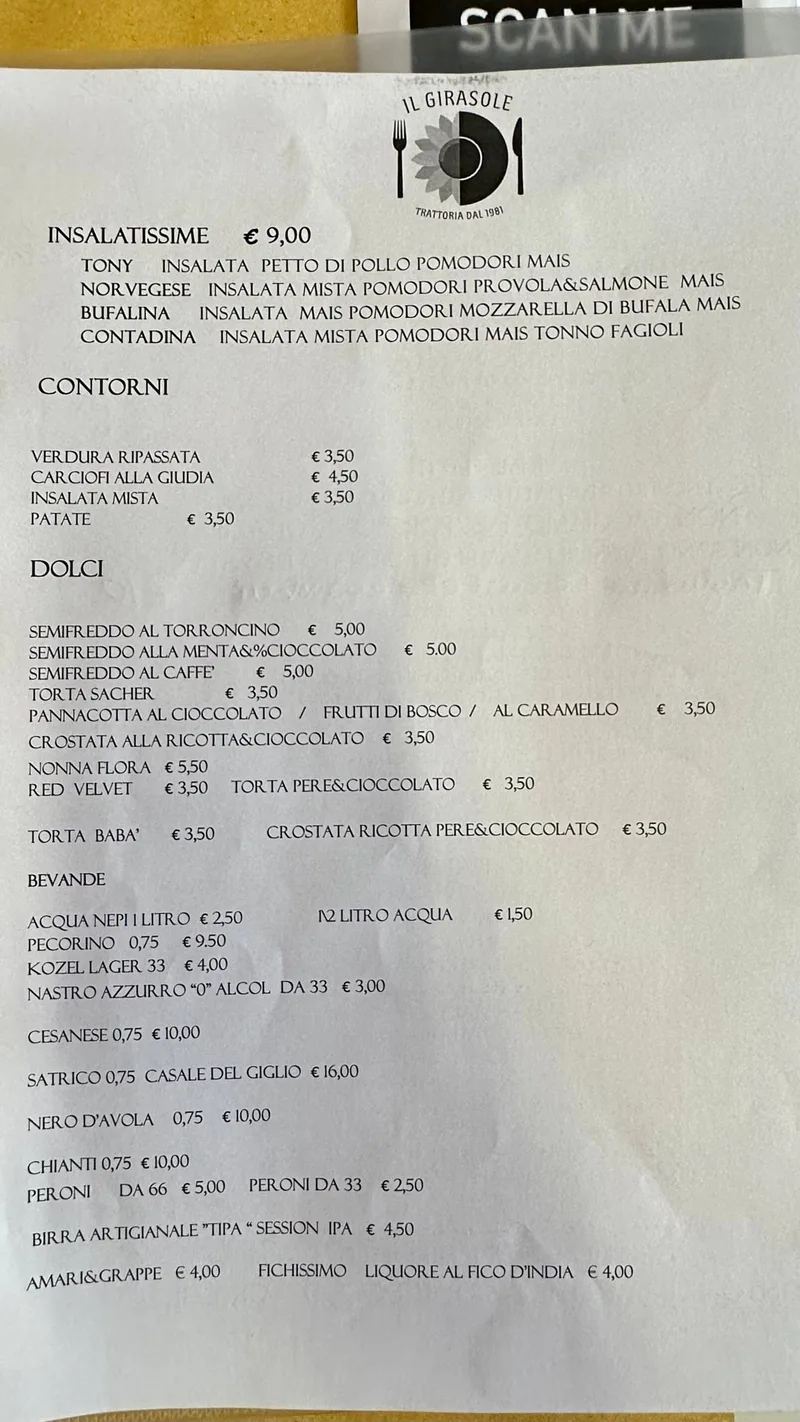 SCAN ME
IL GIRASOLE
TRATTORIA DAL 1981
INSALATISSIME € 9,00
TONY INSALATA PETTO DI POLLO POMODORI MAIS
NORVEGESE INSALATA MISTA POMODORI PROVOLA&SALMONE MAIS
BUFALINA INSALATA MAIS POMODORI MOZZARELLA DI BUFALA MAIS
CONTADINA INSALATA MISTA POMODORI MAIS TONNO FAGIOLI
CONTORNI
VERDURA RIPASSATA € 3,50
CARCIOFI ALLA GIUDIA € 4,50
INSALATA MISTA € 3,50
PATATE € 3,50
DOLCI
SEMIFREDDO AL TORRONCINO € 5,00
SEMIFREDDO ALLA MENTA&%CIOCCOLATO € 5.00
SEMIFREDDO AL CAFFE' € 5,00
TORTA SACHER € 3,50
PANNACOTTA AL CIOCCOLATO / FRUTTI DI BOSCO / AL CARAMELLO € 3,50
CROSTATA ALLA RICOTTA&CIOCCOLATO € 3,50
NONNA FLORA € 5,50
RED VELVET € 3,50 TORTA PERE&CIOCCOLATO € 3,50
TORTA BABA' € 3,50 CROSTATA RICOTTA PERE&CIOCCOLATO € 3,50
BEVANDE
ACQUA NEPI 1 LITRO € 2,50 1\2 LITRO ACQUA € 1,50
PECORINO 0,75 € 9.50
KOZEL LAGER 33 € 4,00
NASTRO AZZURRO "0" ALCOL DA 33 € 3,00
CESANESE 0,75 € 10,00
SATRICO 0,75 CASALE DEL GIGLIO € 16,00
NERO D'AVOLA 0,75 € 10,00
CHIANTI 0,75 € 10,00
PERONI DA 66 € 5,00 PERONI DA 33 € 2,50
BIRRA ARTIGIANALE "TIPA" SESSION IPA € 4,50
AMARI&GRAPPE € 4,00 FICHISSIMO LIQUORE AL FICO D'INDIA € 4,00